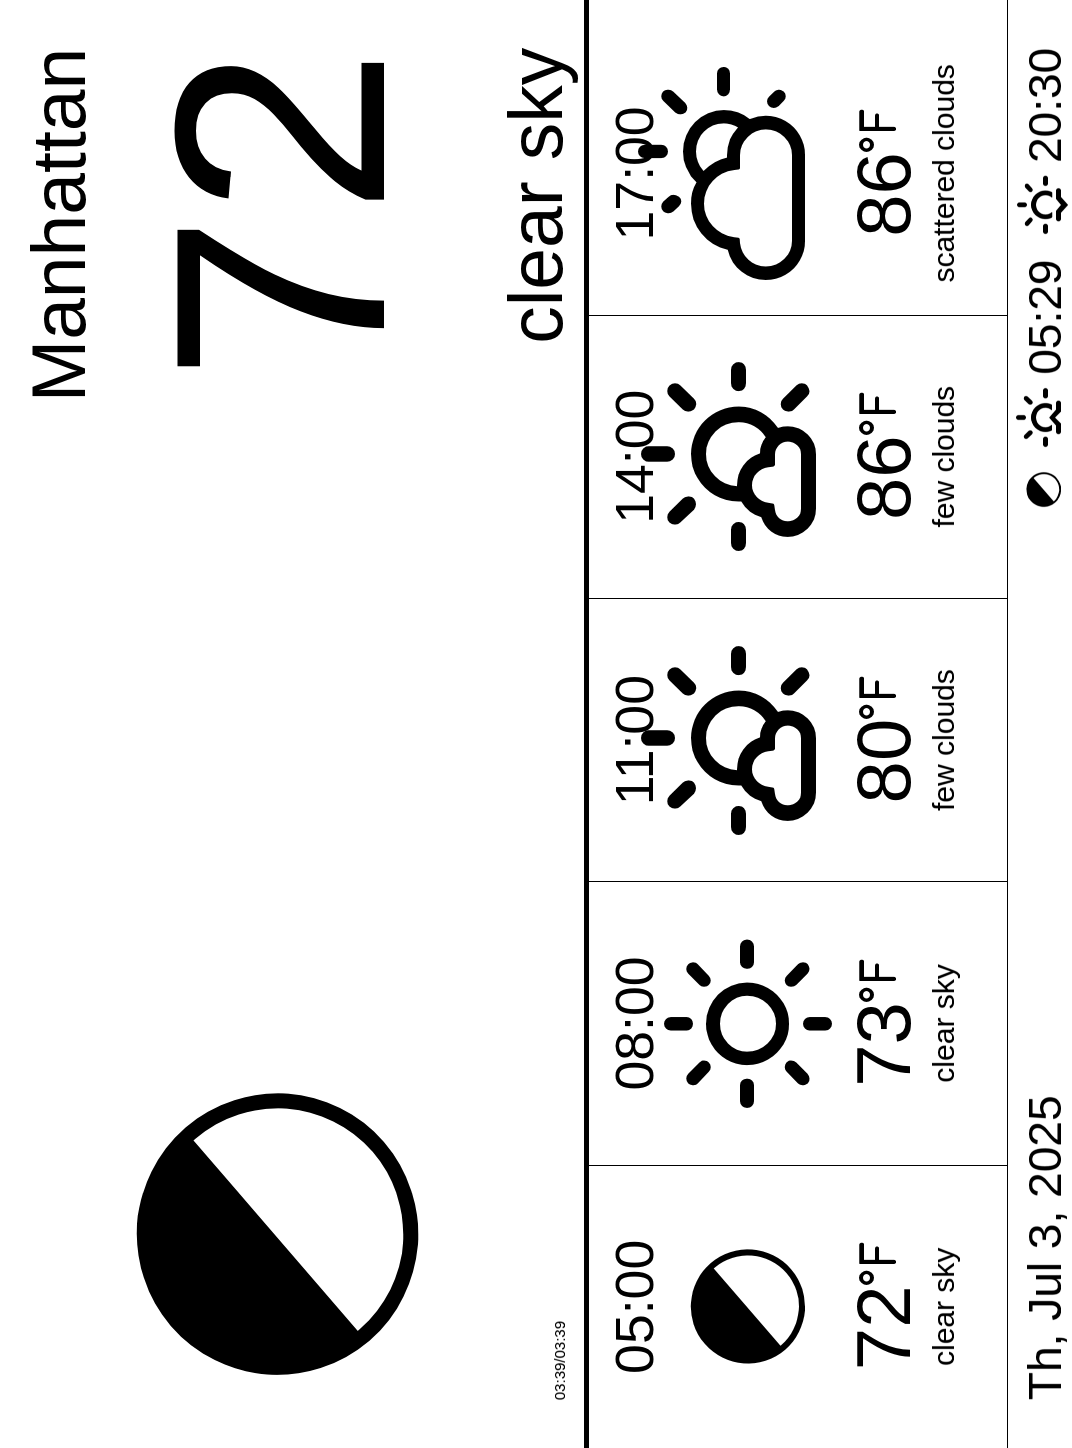 Manhattan
72
clear sky
03:39/03:39
05:00
72°F
clear sky
08:00
73°F
clear sky
11:00
80°F
few clouds
14:00
86°F
few clouds
17:00
86°F
scattered clouds
Th, Jul 3, 2025
05:29
20:30